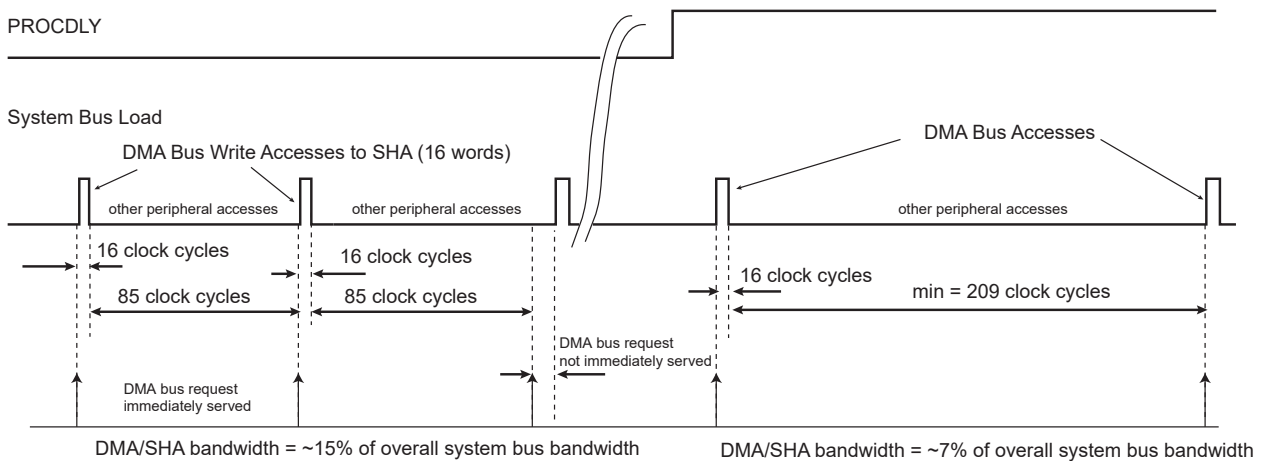 PROCDLY
System Bus Load
DMA Bus Write Accesses to SHA (16 words)
DMA Bus Accesses
other peripheral accesses
other peripheral accesses
other peripheral accesses
16 clock cycles
16 clock cycles
16 clock cycles
85 clock cycles
85 clock cycles
min = 209 clock cycles
DMA bus request
not immediately served
DMA bus request
immediately served
DMA/SHA bandwidth = ~15% of overall system bus bandwidth
DMA/SHA bandwidth = ~7% of overall system bus bandwidth